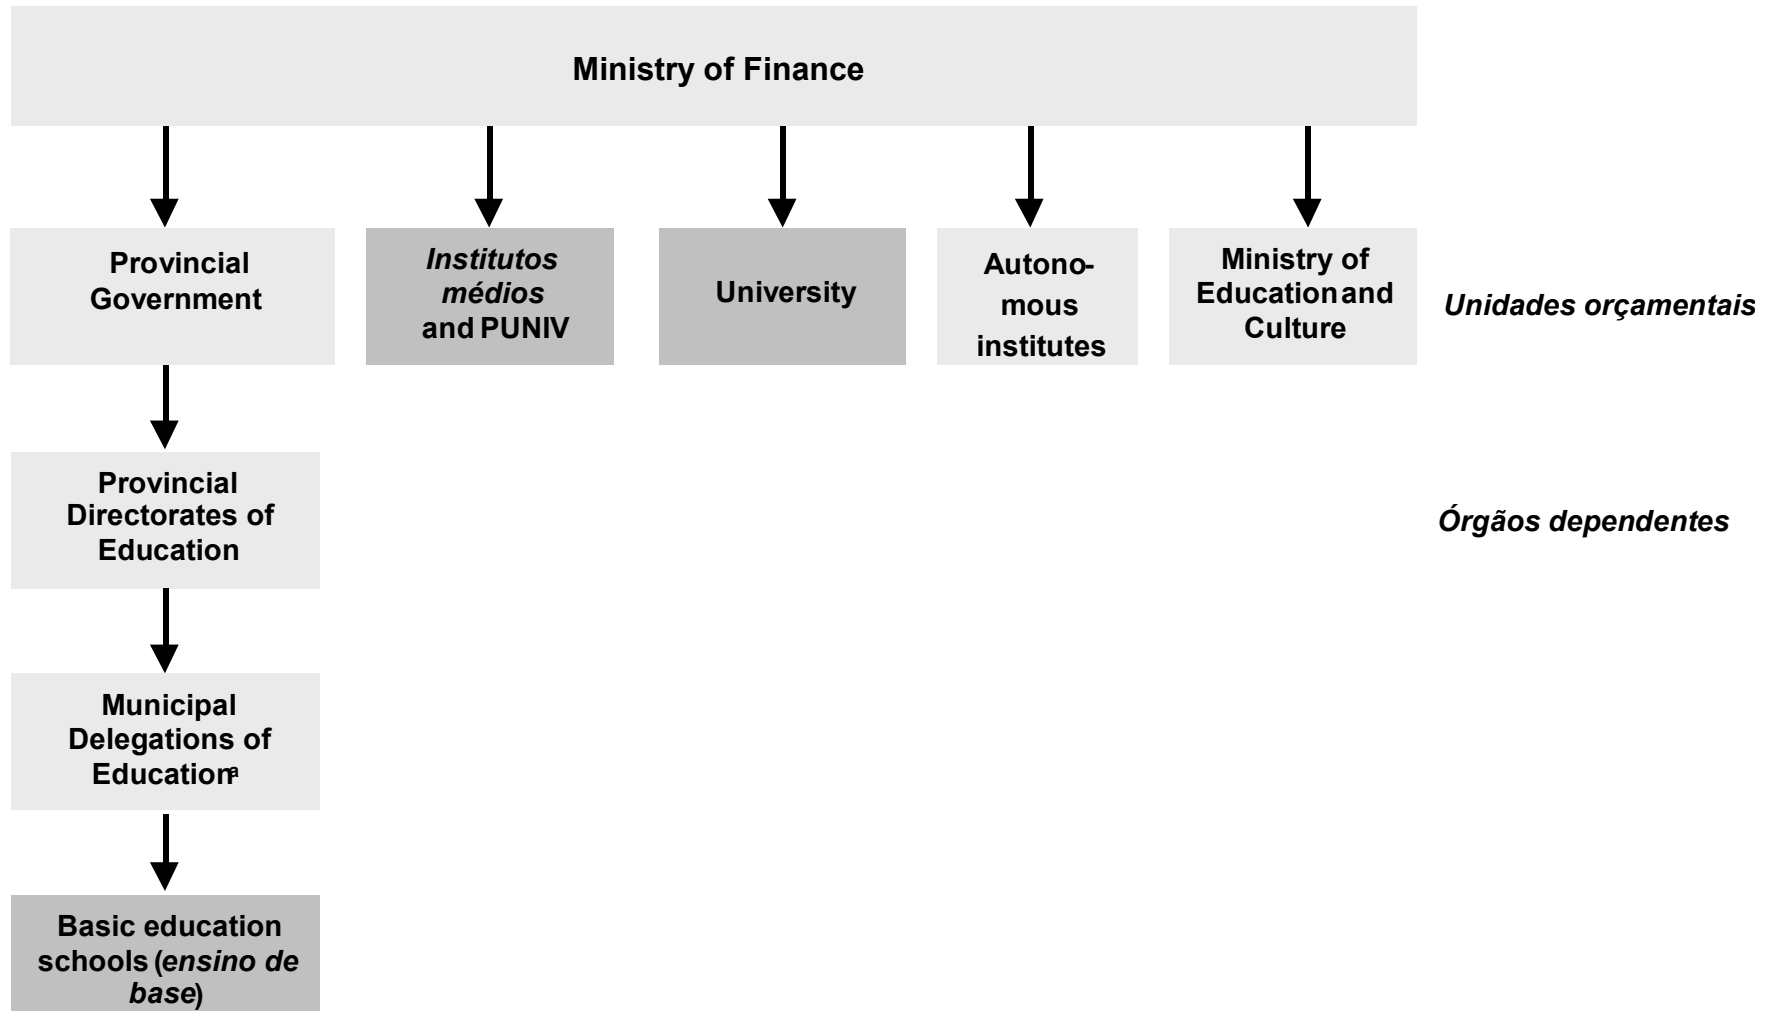 Ministry of Finance
Provincial
Government
Institutos
médios
and PUNIV
University
Autono-
mous
institutes
Ministry of
Education and
Culture
Unidades orçamentais
Provincial
Directorates of
Education
Órgãos dependentes
Municipal
Delegations of
Educationª
Basic education
schools (ensino de
base)